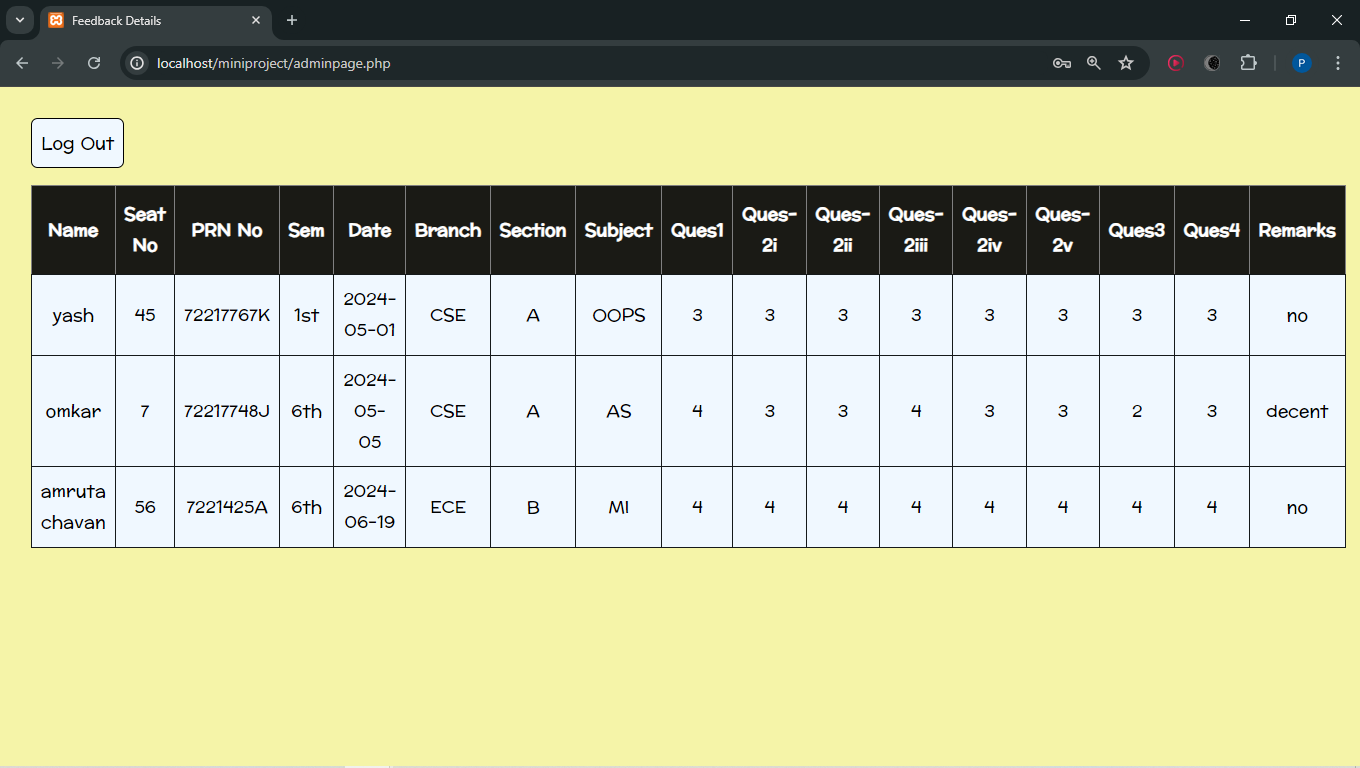 Feedback Details
localhost/miniproject/adminpage.php
P
Log Out
Name Seat No PRN No Sem Date Branch Section Subject Ques1 Ques-2i Ques-2ii Ques-2iii Ques-2iv Ques-2v Ques3 Ques4 Remarks
yash 45 72217767K 1st 2024-05-01 CSE A OOPS 3 3 3 3 3 3 3 3 no
omkar 7 72217748J 6th 2024-05-05 CSE A AS 4 3 3 4 3 3 2 3 decent
amruta chavan 56 7221425A 6th 2024-06-19 ECE B MI 4 4 4 4 4 4 4 4 no